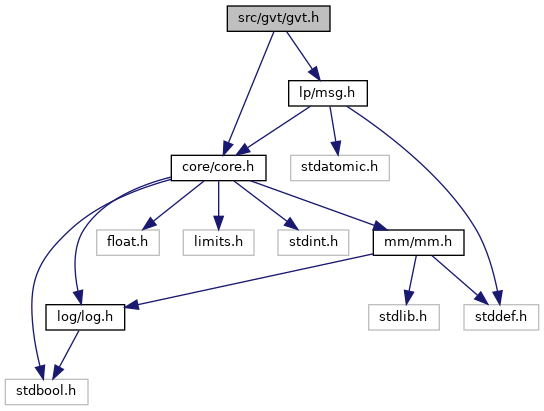 src/gvt/gvt.h
lp/msg.h
core/core.h
stdatomic.h
float.h
limits.h
stdint.h
mm/mm.h
log/log.h
stdlib.h
stddef.h
stdbool.h